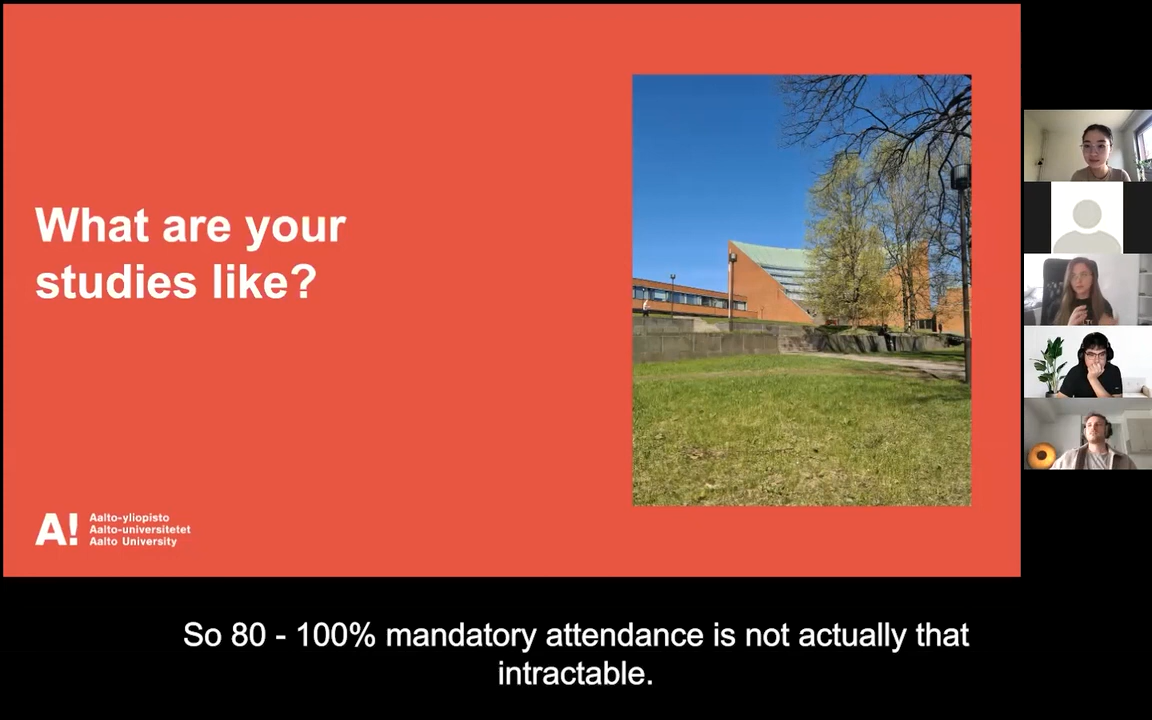 What are your
studies like?
A!
Aalto-yliopisto
Aalto-universitetet
Aalto University
So 80 - 100% mandatory attendance is not actually that
intractable.